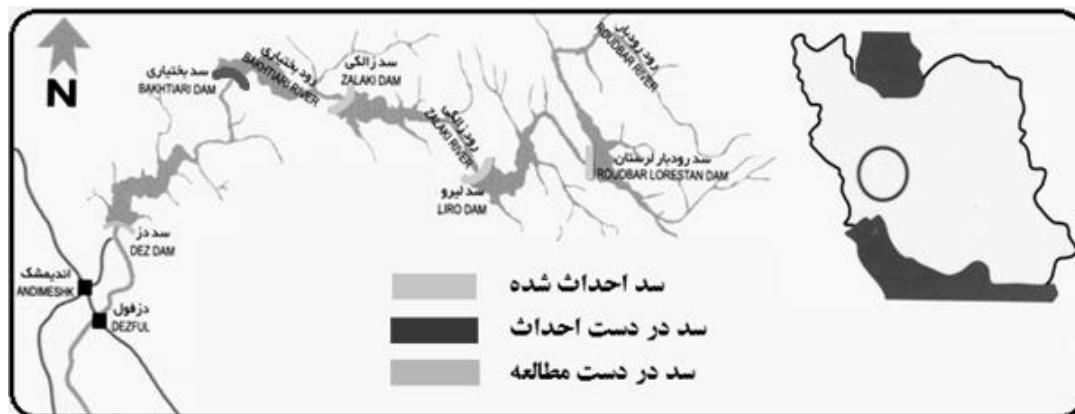 N
سد بختیاری
BAKHTIARI DAM
رود بختیاری
BAKHTIARI RIVER
سد زالکی
ZALAKI DAM
رود زالکی
ZALAKI RIVER
سد لیرو
LIRO DAM
رود رودبار
ROUDBAR RIVER
سد رودبار لرستان
ROUDBAR LORESTAN DAM
سد دز
DEZ DAM
اندیمشک
ANDIMESHK
دزفول
DEZFUL
سد احداث شده
سد در دست احداث
سد در دست مطالعه